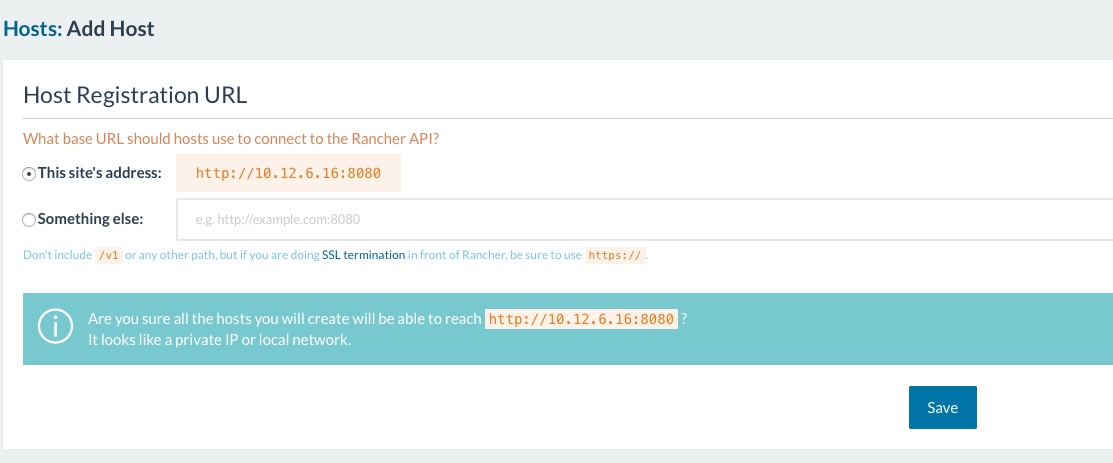 Hosts: Add Host
Host Registration URL
What base URL should hosts use to connect to the Rancher API?
This site's address: http://10.12.6.16:8080
Something else: e.g. http://example.com:8080
Don't include /v1 or any other path, but if you are doing SSL termination in front of Rancher, be sure to use https:// .
Are you sure all the hosts you will create will be able to reach http://10.12.6.16:8080 ?
It looks like a private IP or local network.
Save